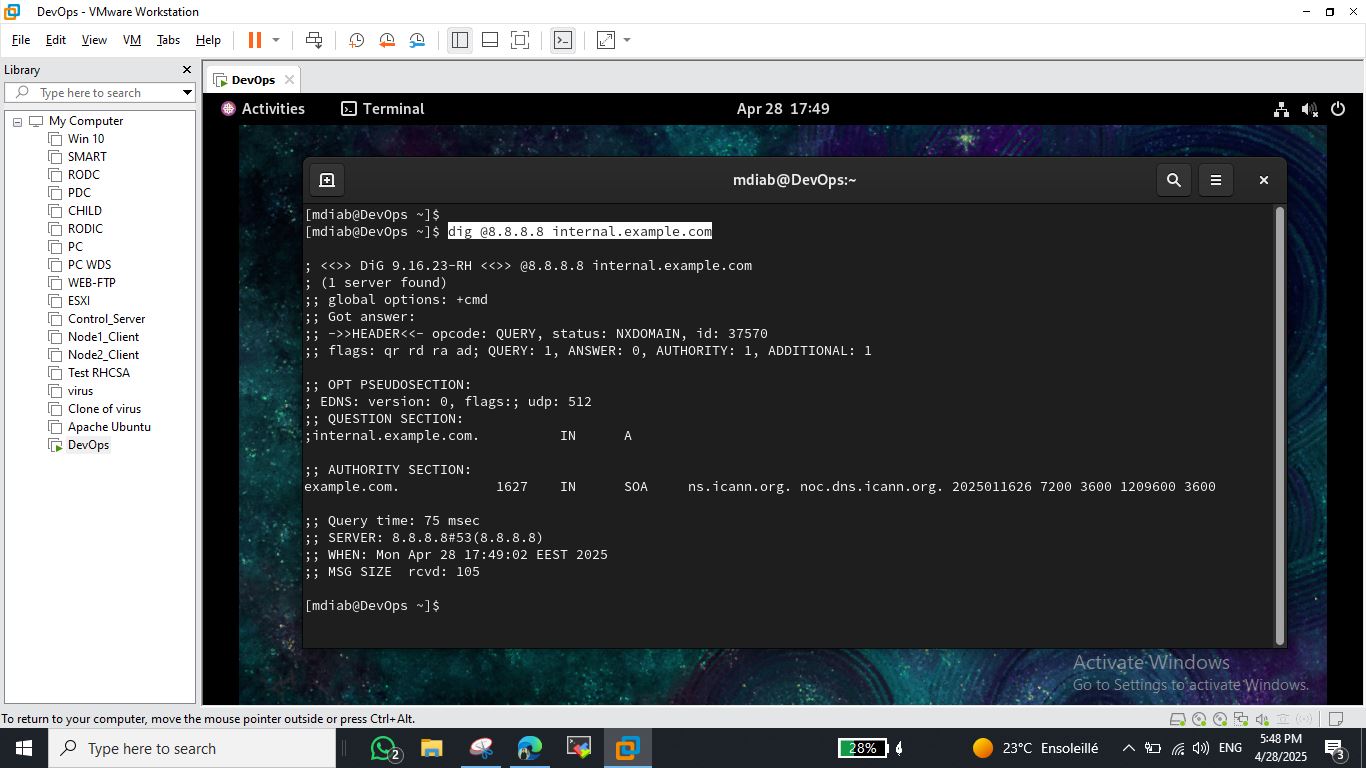 DevOps - VMware Workstation
File Edit View VM Tabs Help
Library
Type here to search
My Computer
Win 10
SMART
RODC
PDC
CHILD
RODIC
PC
PC WDS
WEB-FTP
ESXI
Control_Server
Node1_Client
Node2_Client
Test RHCSA
virus
Clone of virus
Apache Ubuntu
DevOps
DevOps
Activities Terminal Apr 28 17:49
mdiab@DevOps:~
[mdiab@DevOps ~]$
[mdiab@DevOps ~]$ dig @8.8.8.8 internal.example.com
; <<>> DiG 9.16.23-RH <<>> @8.8.8.8 internal.example.com
; (1 server found)
;; global options: +cmd
;; Got answer:
;; ->>HEADER<<- opcode: QUERY, status: NXDOMAIN, id: 37570
;; flags: qr rd ra ad; QUERY: 1, ANSWER: 0, AUTHORITY: 1, ADDITIONAL: 1
;; OPT PSEUDOSECTION:
; EDNS: version: 0, flags:; udp: 512
;; QUESTION SECTION:
;internal.example.com. IN A
;; AUTHORITY SECTION:
example.com. 1627 IN SOA ns.icann.org. noc.dns.icann.org. 2025011626 7200 3600 1209600 3600
;; Query time: 75 msec
;; SERVER: 8.8.8.8#53(8.8.8.8)
;; WHEN: Mon Apr 28 17:49:02 EEST 2025
;; MSG SIZE rcvd: 105
[mdiab@DevOps ~]$
Activate Windows
Go to Settings to activate Windows.
To return to your computer, move the mouse pointer outside or press Ctrl+Alt.
Type here to search
2
28%
23°C Ensoleillé
ENG
5:48 PM
4/28/2025
3